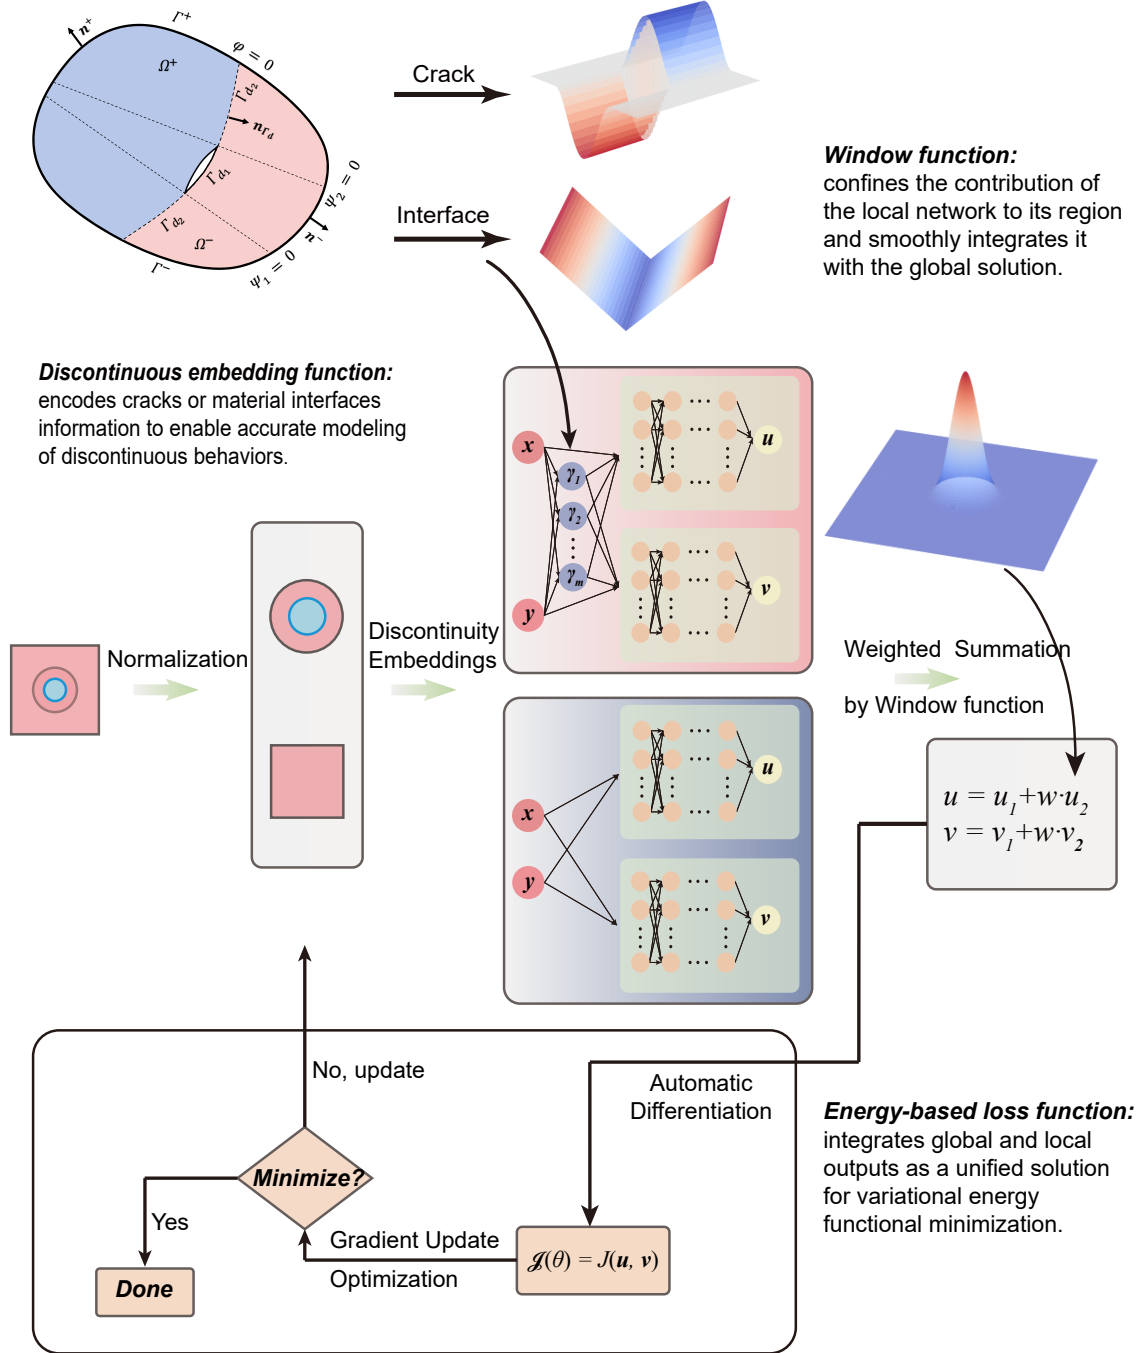 n⁺
Γ⁺
φ = 0
Ω⁺
Γ_d₂
n_Γ_d
Γ_d₁
Ψ₂ = 0
Γ_d₂
Ω⁻
n⁻
Γ⁻
Ψ₁ = 0
Crack
Interface
Window function:
confines the contribution of
the local network to its region
and smoothly integrates it
with the global solution.
Discontinuous embedding function:
encodes cracks or material interfaces
information to enable accurate modeling
of discontinuous behaviors.
x
γ₁
γ₂
γₘ
y
u
v
Normalization
Discontinuity
Embeddings
Weighted Summation
by Window function
x
y
u
v
u = u₁+w·u₂
v = v₁+w·v₂
No, update
Automatic
Differentiation
Energy-based loss function:
integrates global and local
outputs as a unified solution
for variational energy
functional minimization.
Minimize?
Yes
Gradient Update
Optimization
𝒥(θ) = J(u, v)
Done